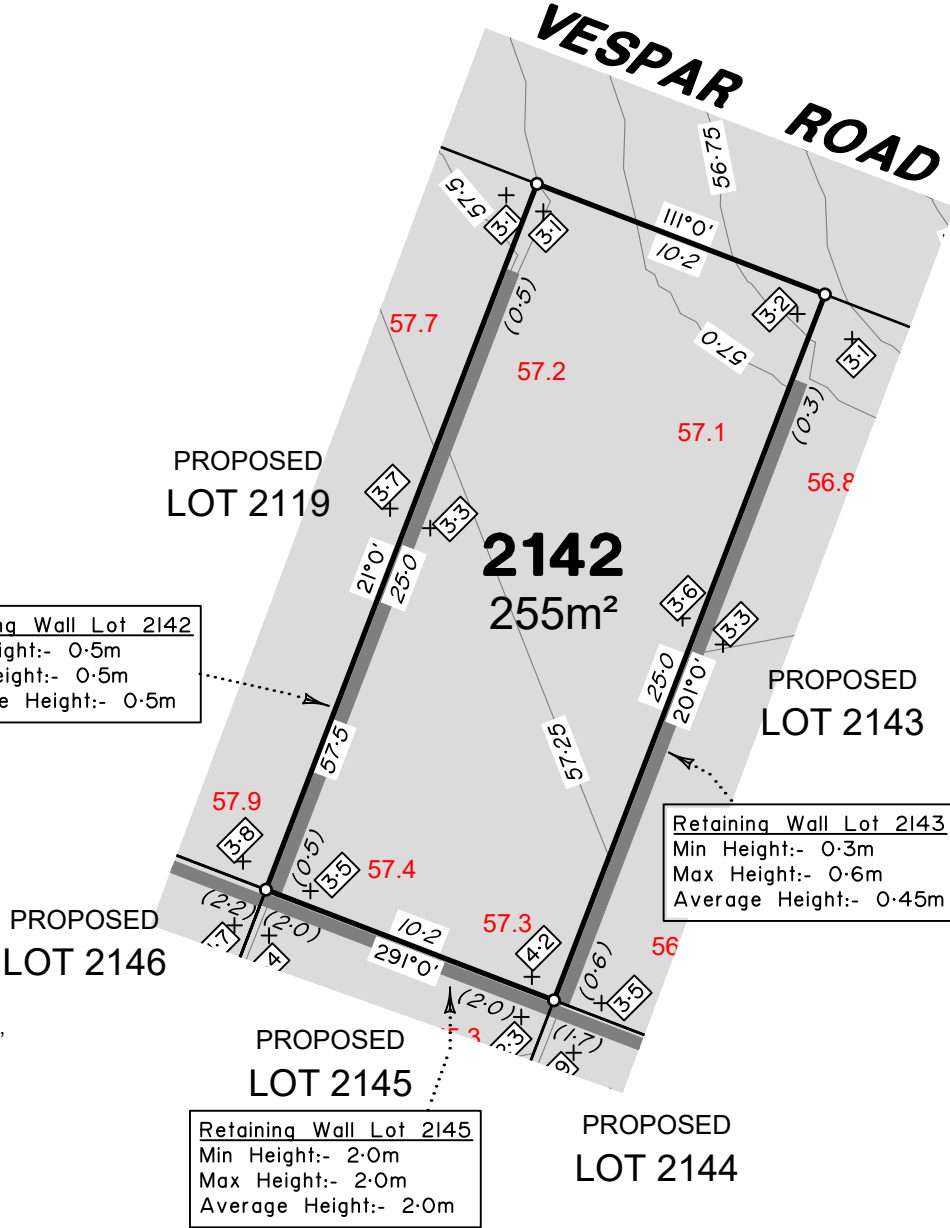 VESPAR ROAD
56·75
57·5
3·1
3·1
111°0'
10·2
3·2
3·1
57·0
(0·5)
(0·3)
57.7
57.2
57.1
56.8
PROPOSED
LOT 2119
3·7
3·3
2142
255m²
21°0'
25·0
3·6
3·3
25·0
201°0'
Wall Lot 2142
0·5m
0·5m
Height:- 0·5m
PROPOSED
LOT 2143
57·5
57·25
57.9
3·8
(0·5)
3·5
57.4
Retaining Wall Lot 2143
Min Height:- 0·3m
Max Height:- 0·6m
Average Height:- 0·45m
PROPOSED
LOT 2146
(2·2)
(2·0)
10·2
291°0'
57.3
4·2
56
(0·6)
3·5
(2·0)
(1·7)
PROPOSED
LOT 2145
Retaining Wall Lot 2145
Min Height:- 2·0m
Max Height:- 2·0m
Average Height:- 2·0m
PROPOSED
LOT 2144